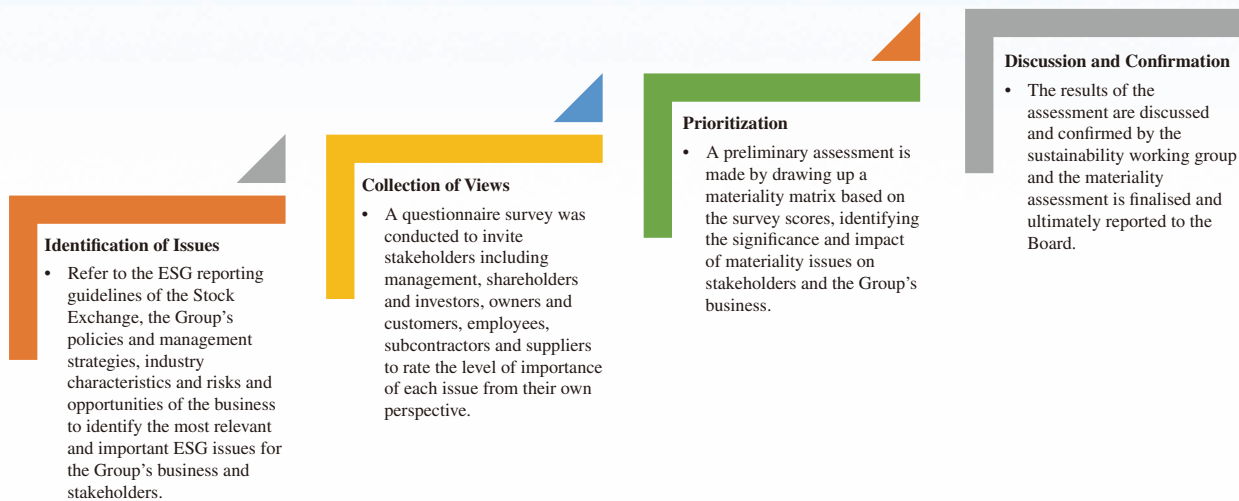 Identification of Issues
• Refer to the ESG reporting
guidelines of the Stock
Exchange, the Group's
policies and management
strategies, industry
characteristics and risks and
opportunities of the business
to identify the most relevant
and important ESG issues for
the Group's business and
stakeholders.
Collection of Views
• A questionnaire survey was
conducted to invite
stakeholders including
management, shareholders
and investors, owners and
customers, employees,
subcontractors and suppliers
to rate the level of importance
of each issue from their own
perspective.
Prioritization
• A preliminary assessment is
made by drawing up a
materiality matrix based on
the survey scores, identifying
the significance and impact
of materiality issues on
stakeholders and the Group's
business.
Discussion and Confirmation
• The results of the
assessment are discussed
and confirmed by the
sustainability working group
and the materiality
assessment is finalised and
ultimately reported to the
Board.